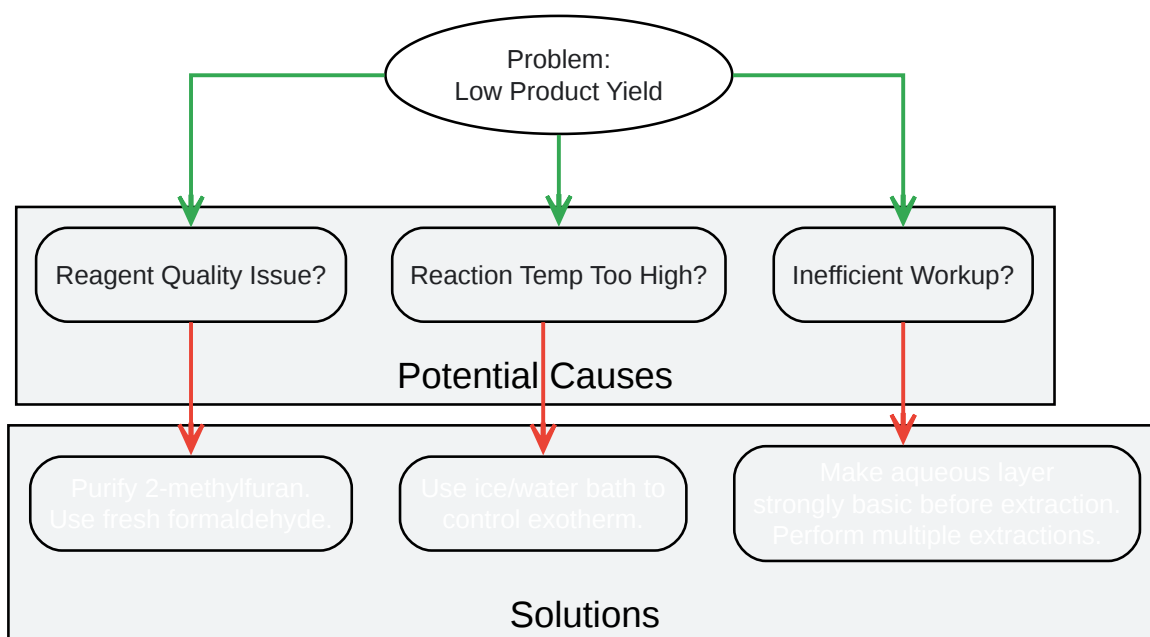 Problem:
Low Product Yield
Reagent Quality Issue?
Reaction Temp Too High?
Inefficient Workup?
Potential Causes
Purify 2-methylfuran.
Use fresh formaldehyde.
Use ice/water bath to
control exotherm.
Make aqueous layer
strongly basic before extraction.
Perform multiple extractions.
Solutions